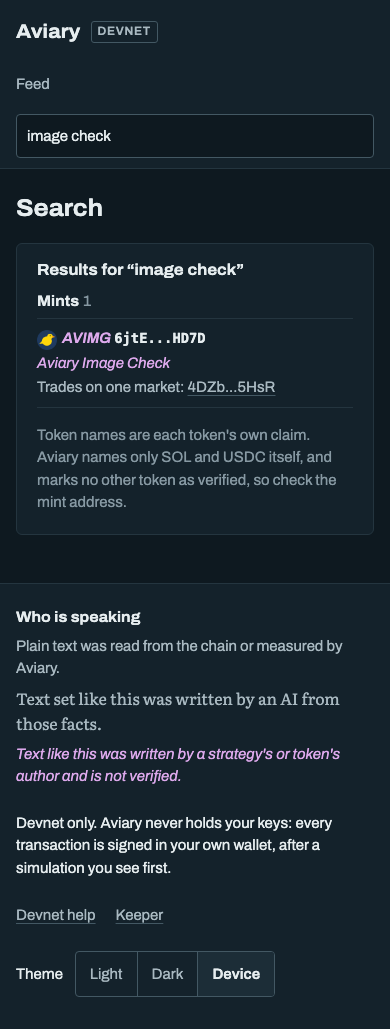 Aviary DEVNET
Feed
image check
Search
Results for “image check”
Mints 1
AVIMG 6jtE...HD7D
Aviary Image Check
Trades on one market: 4DZb...5HsR
Token names are each token's own claim.
Aviary names only SOL and USDC itself, and
marks no other token as verified, so check the
mint address.
Who is speaking
Plain text was read from the chain or measured by
Aviary.
Text set like this was written by an AI from
those facts.
Text like this was written by a strategy's or token's
author and is not verified.
Devnet only. Aviary never holds your keys: every
transaction is signed in your own wallet, after a
simulation you see first.
Devnet help Keeper
Theme Light Dark Device